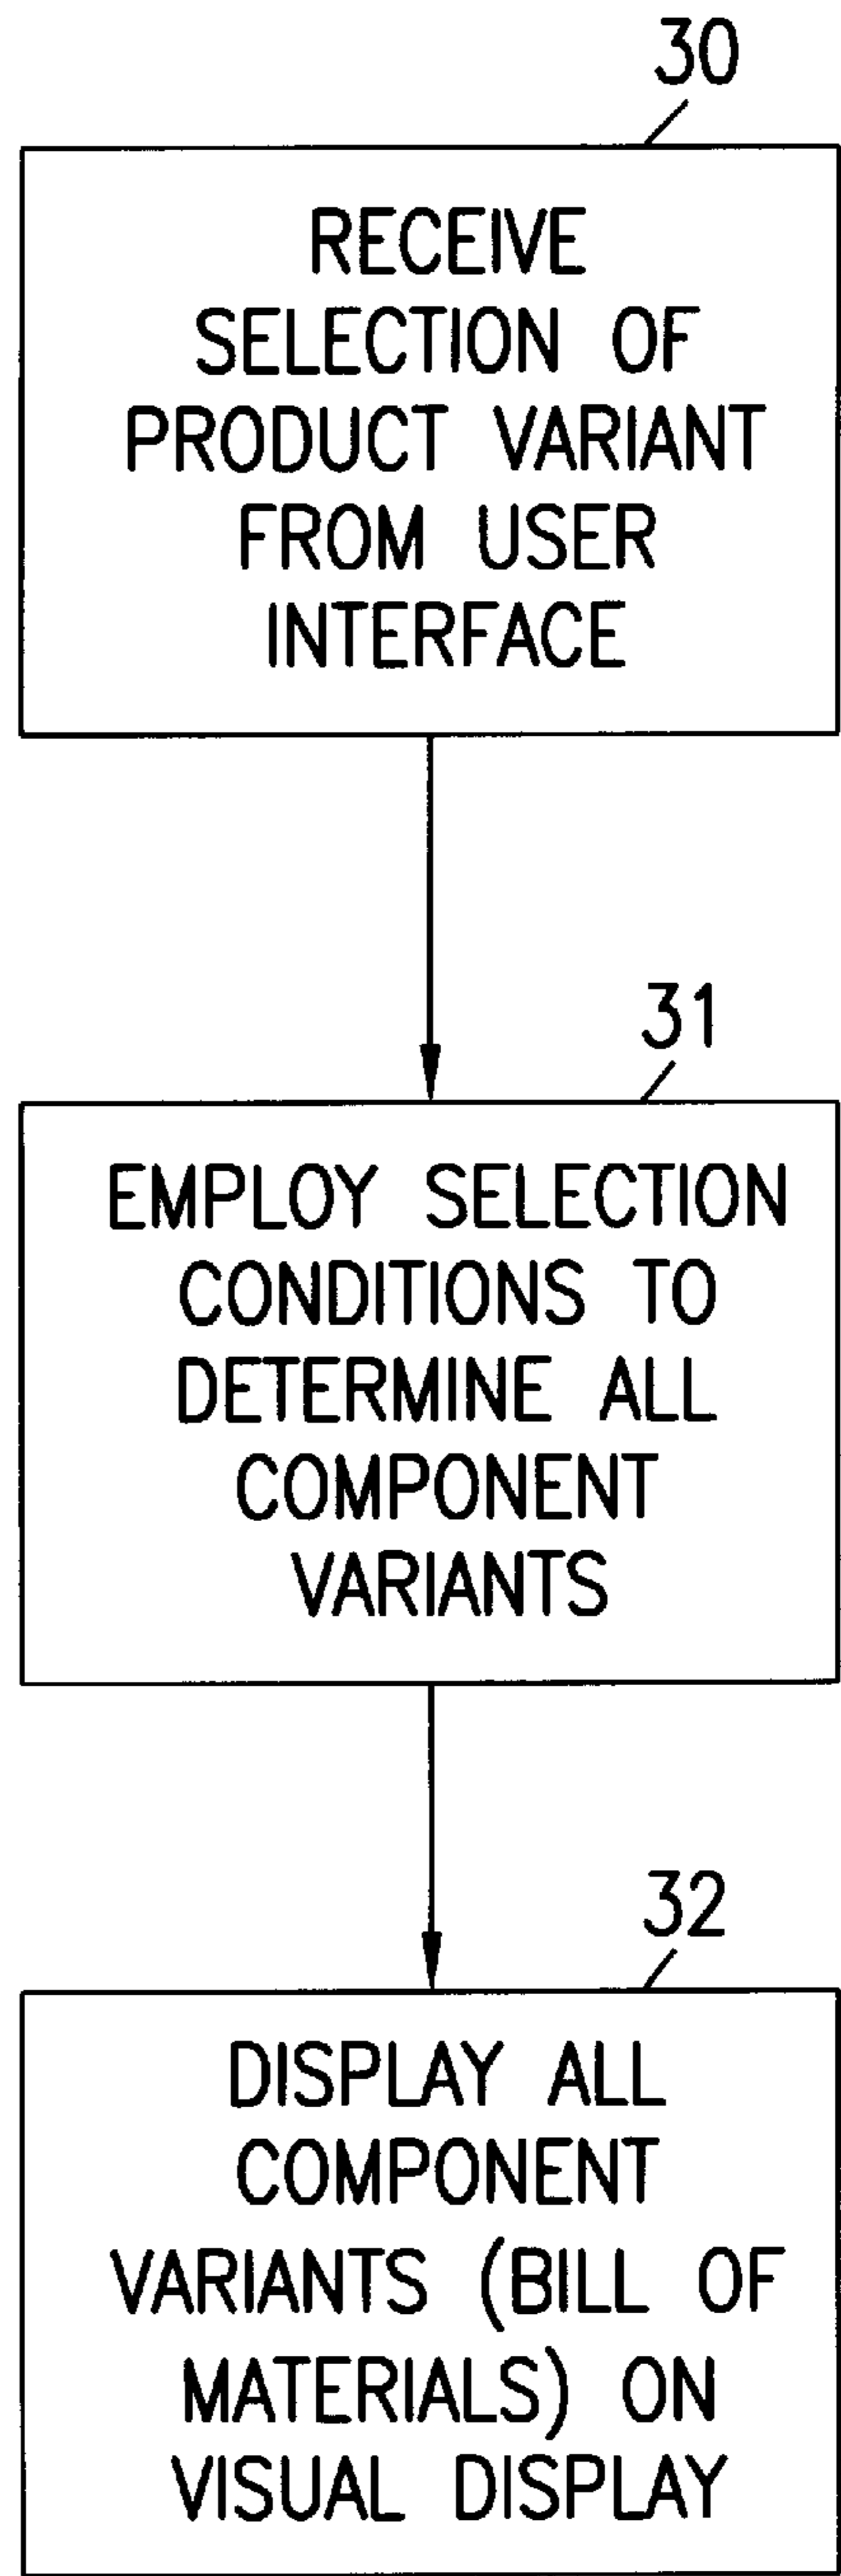 30
RECEIVE
SELECTION OF
PRODUCT VARIANT
FROM USER
INTERFACE
31
EMPLOY SELECTION
CONDITIONS TO
DETERMINE ALL
COMPONENT
VARIANTS
32
DISPLAY ALL
COMPONENT
VARIANTS (BILL OF
MATERIALS) ON
VISUAL DISPLAY